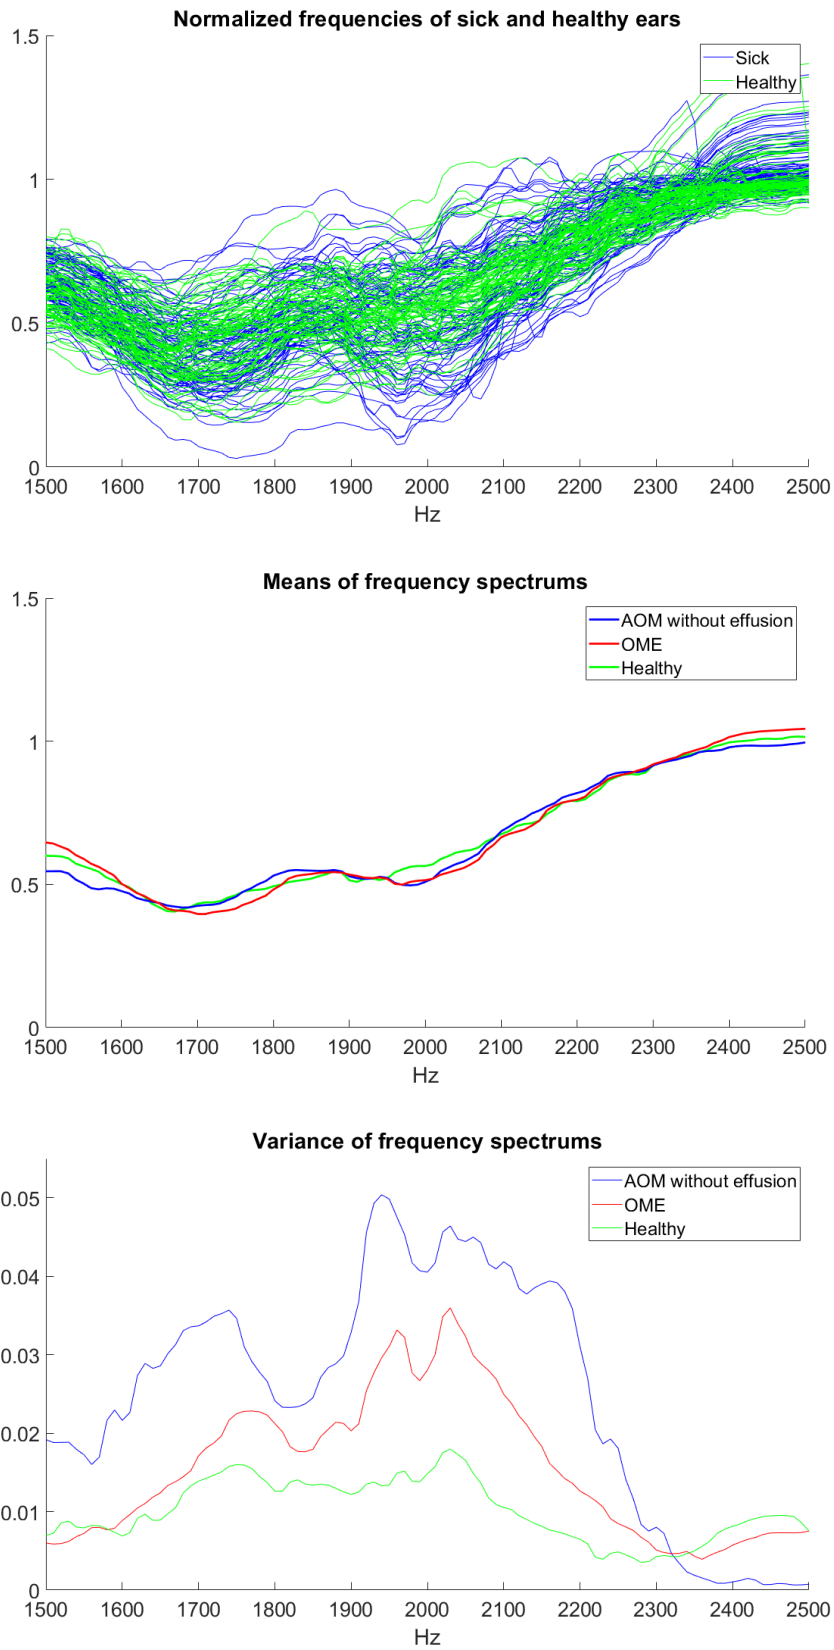 Normalized frequencies of sick and healthy ears
1.5
Sick
Healthy
1
0.5
0
1500 1600 1700 1800 1900 2000 2100 2200 2300 2400 2500
Hz
Means of frequency spectrums
1.5
AOM without effusion
OME
Healthy
1
0.5
0
1500 1600 1700 1800 1900 2000 2100 2200 2300 2400 2500
Hz
Variance of frequency spectrums
AOM without effusion
0.05
OME
Healthy
0.04
0.03
0.02
0.01
0
1500 1600 1700 1800 1900 2000 2100 2200 2300 2400 2500
Hz